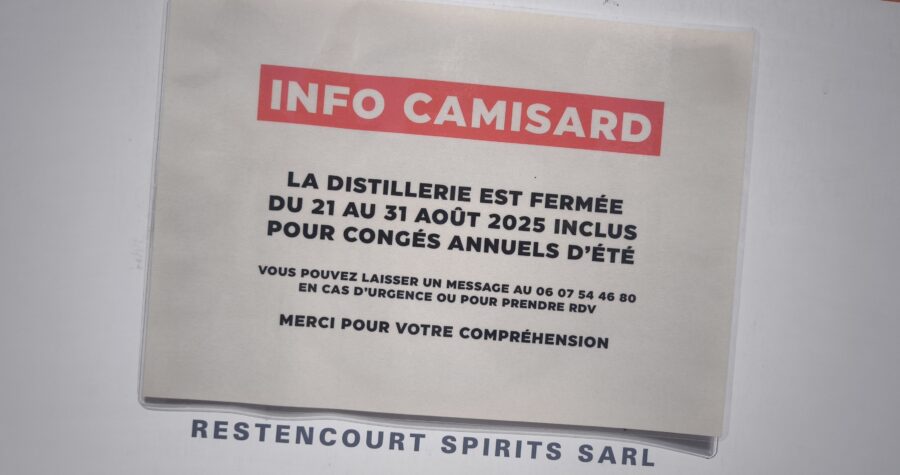 INFO CAMISARD
LA DISTILLERIE EST FERMÉE
DU 21 AU 31 AOÛT 2025 INCLUS
POUR CONGÉS ANNUELS D'ÉTÉ
VOUS POUVEZ LAISSER UN MESSAGE AU 06 07 54 46 80
EN CAS D'URGENCE OU POUR PRENDRE RDV
MERCI POUR VOTRE COMPRÉHENSION
RESTENCOURT SPIRITS SARL